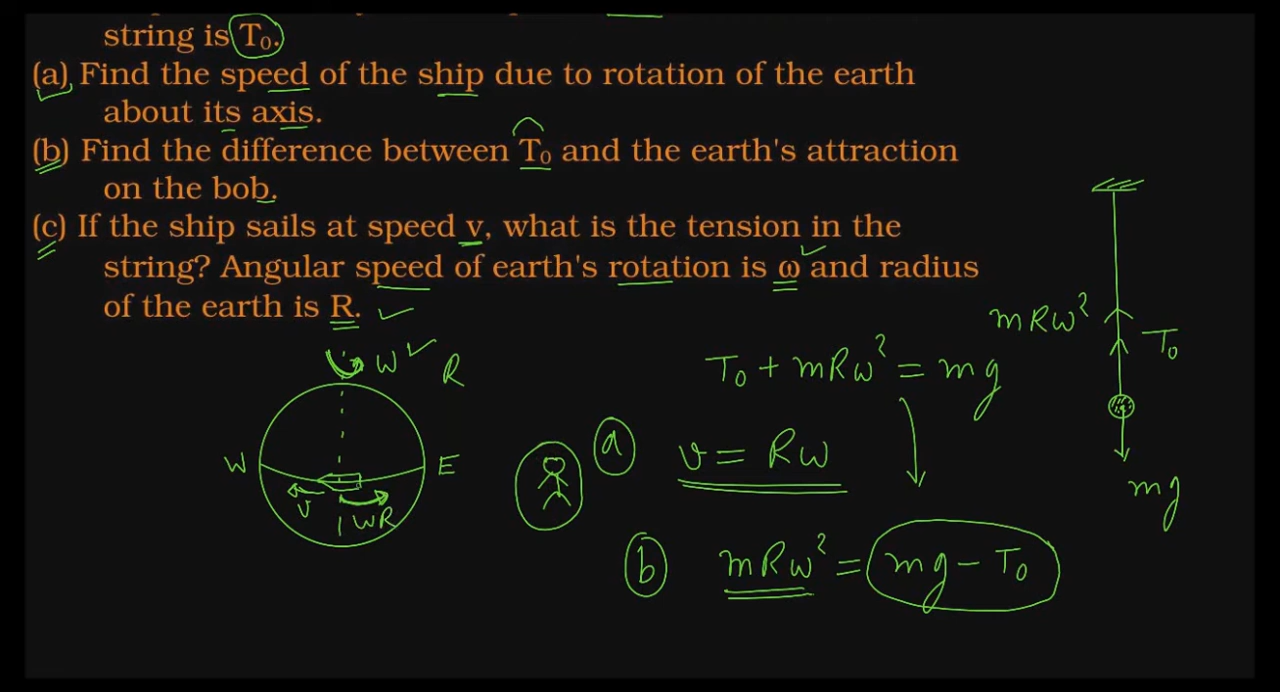 string is T₀.
(a) Find the speed of the ship due to rotation of the earth
about its axis.
(b) Find the difference between T₀ and the earth's attraction
on the bob.
(c) If the ship sails at speed v, what is the tension in the
string? Angular speed of earth's rotation is ω and radius
of the earth is R.
mRω²
T₀
ω R
T₀ + mRω² = mg
W E
a v = Rω
v ωR
mg
b mRω² = mg - T₀